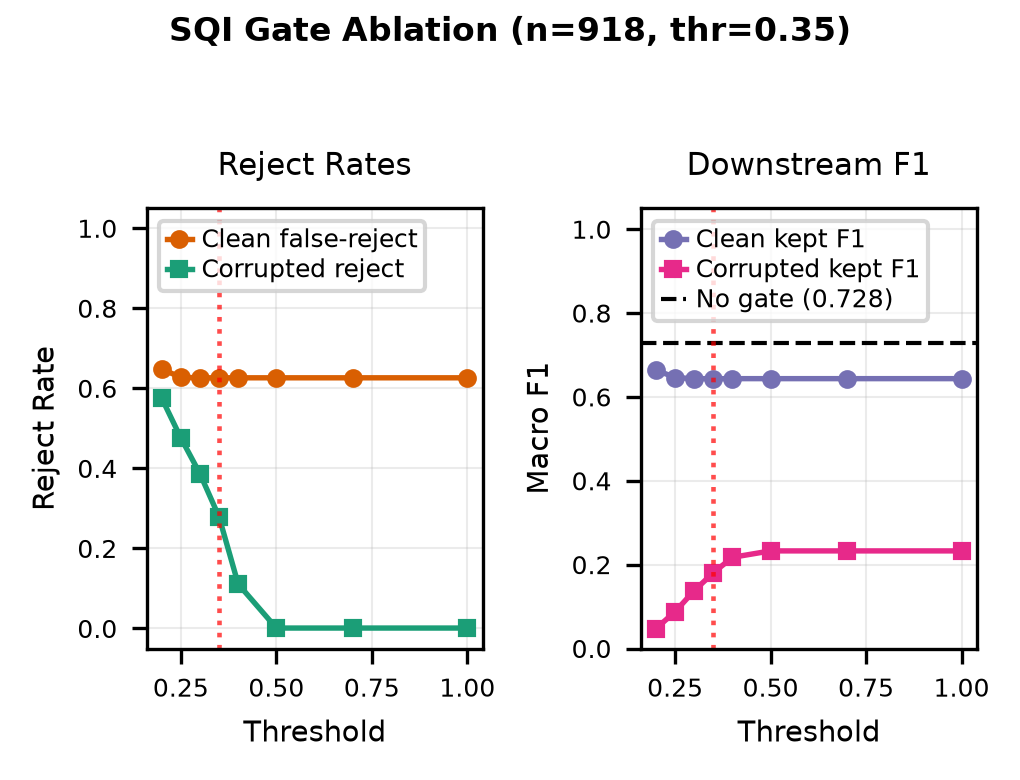 SQI Gate Ablation (n=918, thr=0.35)
Reject Rates
Clean false-reject
Corrupted reject
1.0
0.8
0.6
0.4
0.2
0.0
Reject Rate
0.25 0.50 0.75 1.00
Threshold
Downstream F1
Clean kept F1
Corrupted kept F1
No gate (0.728)
1.0
0.8
0.6
0.4
0.2
0.0
Macro F1
0.25 0.50 0.75 1.00
Threshold